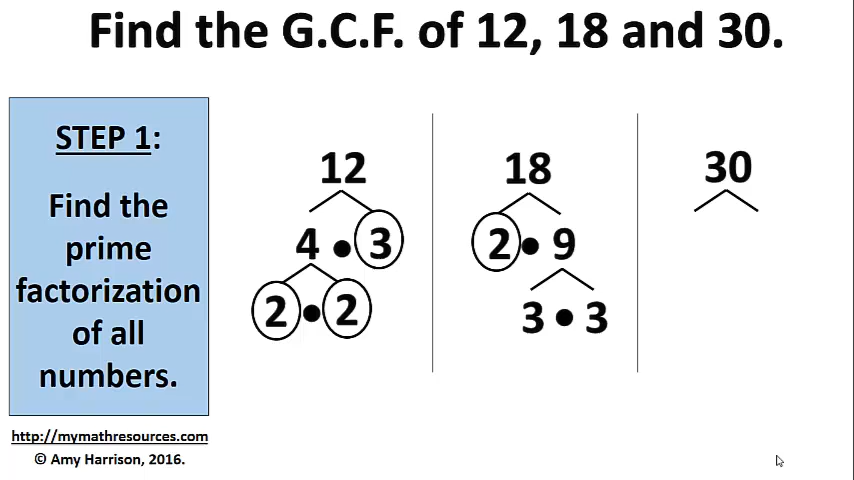 Find the G.C.F. of 12, 18 and 30.
STEP 1:
Find the
prime
factorization
of all
numbers.
12
4 • 3
2 • 2
18
2 • 9
3 • 3
30
http://mymathresources.com
© Amy Harrison, 2016.